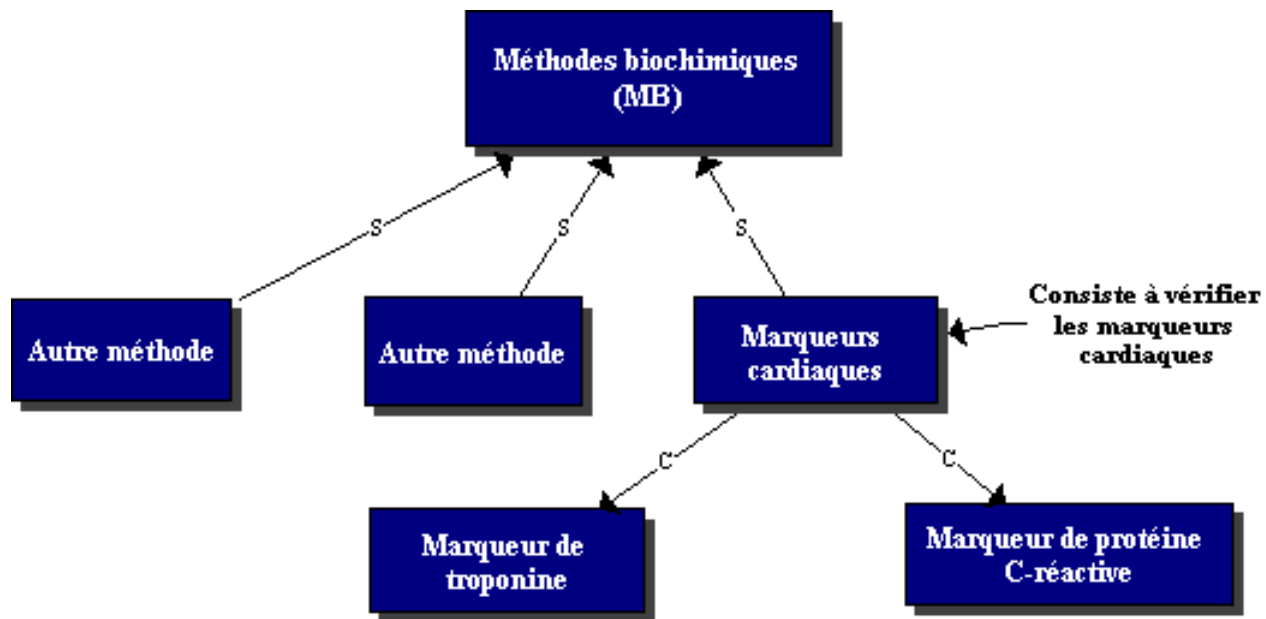 Méthodes biochimiques
(MB)
S
S
S
Autre méthode
Autre méthode
Marqueurs
cardiaques
Consiste à vérifier
les marqueurs
cardiaques
C
C
Marqueur de
troponine
Marqueur de protéine
C-réactive